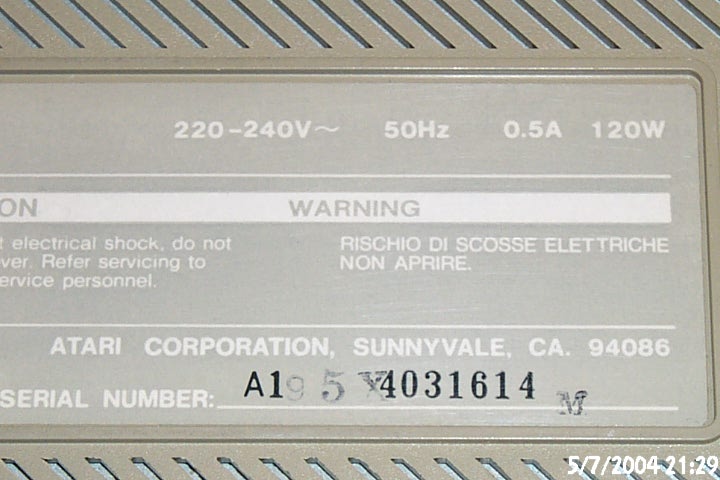 220-240V~ 50Hz 0.5A 120W
ON WARNING
t electrical shock, do not
ver. Refer servicing to
ervice personnel.
RISCHIO DI SCOSSE ELETTRICHE
NON APRIRE.
ATARI CORPORATION, SUNNYVALE, CA. 94086
SERIAL NUMBER: A195X4031614 M
5/7/2004 21:29